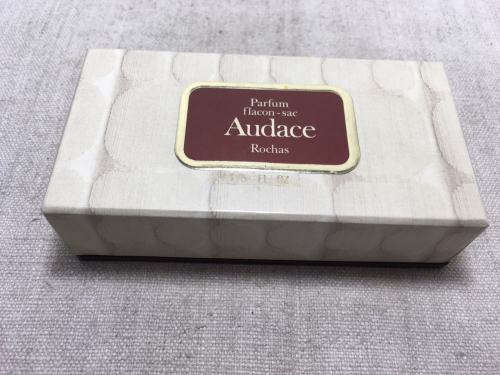 Parfum
flacon-sac
Audace
Rochas